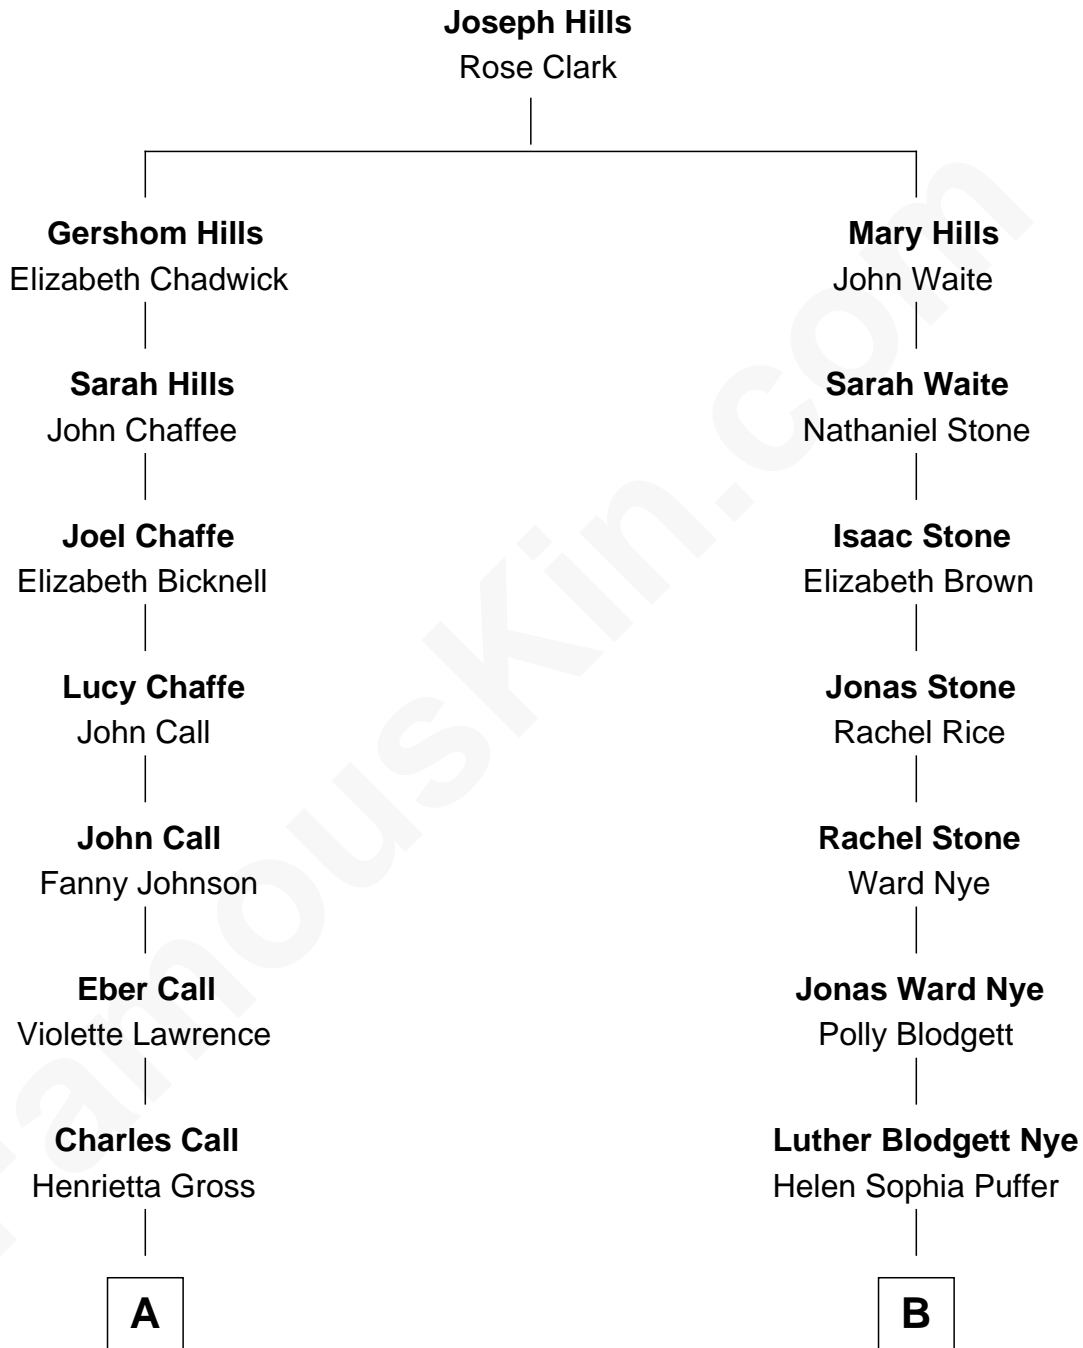 Joseph Hills
Rose Clark
Gershom Hills
Elizabeth Chadwick
Mary Hills
John Waite
Sarah Hills
John Chaffee
Sarah Waite
Nathaniel Stone
Joel Chaffe
Elizabeth Bicknell
Isaac Stone
Elizabeth Brown
Lucy Chaffe
John Call
Jonas Stone
Rachel Rice
John Call
Fanny Johnson
Rachel Stone
Ward Nye
Eber Call
Violette Lawrence
Jonas Ward Nye
Polly Blodgett
Charles Call
Henrietta Gross
Luther Blodgett Nye
Helen Sophia Puffer
A
B
FamousKin.com